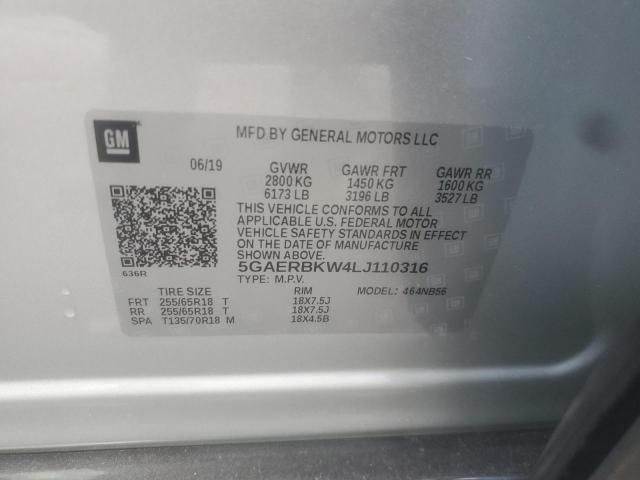 GM
MFD.BY GENERAL MOTORS LLC
06/19 GVWR GAWR FRT GAWR RR
2800 KG 1450 KG 1600 KG
6173 LB 3196 LB 3527 LB
THIS VEHICLE CONFORMS TO ALL
APPLICABLE U.S. FEDERAL MOTOR
VEHICLE SAFETY STANDARDS IN
EFFECT ON THE DATE OF
5GAERBKW4LJ110316
636R
TYPE: M.P.V.
TIRE SIZE RIM MODEL: 464NB56
FRT 255/65R18 T 18X7.5J
RR 255/65R18 T 18X7.5J
SPA T135/70R18 M 18X4.5B